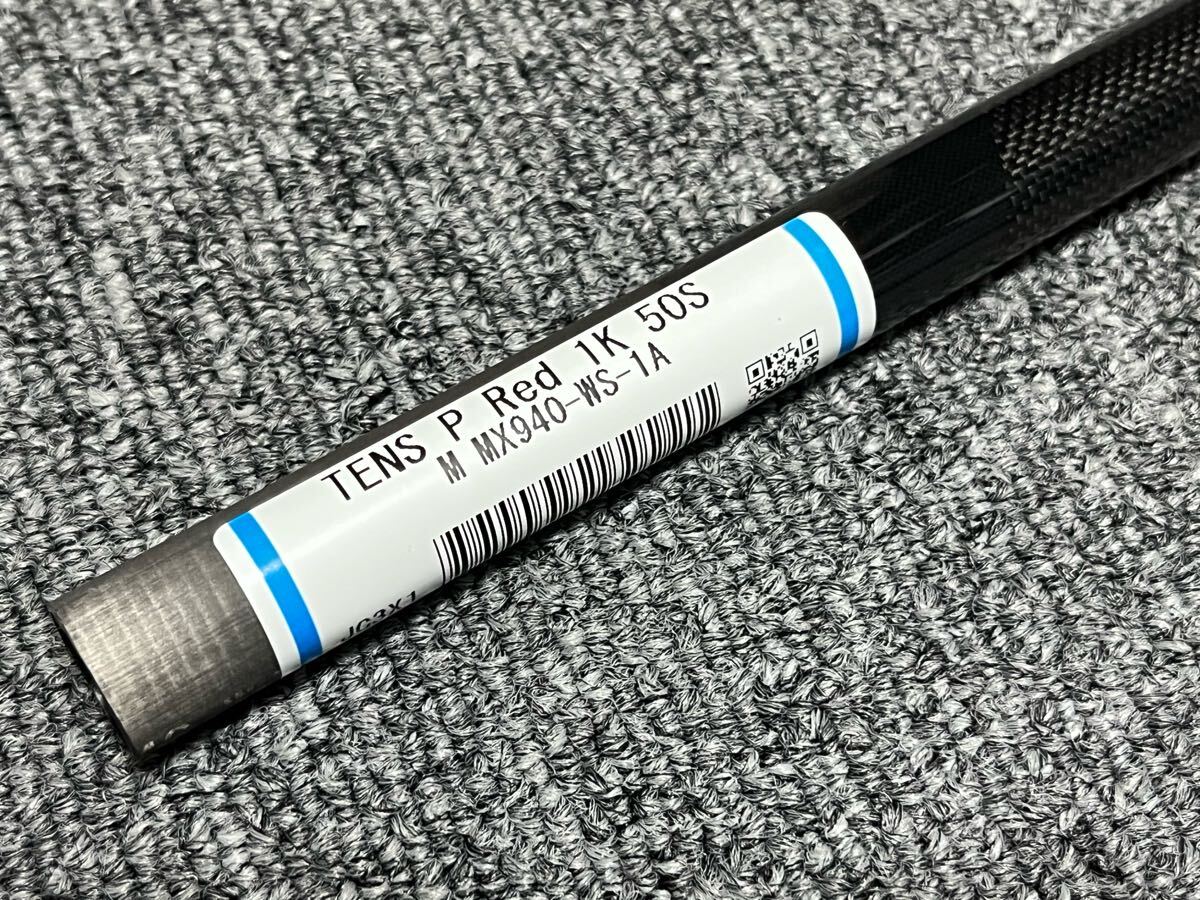 TENS P Red 1K 50S
M MX940-WS-1A